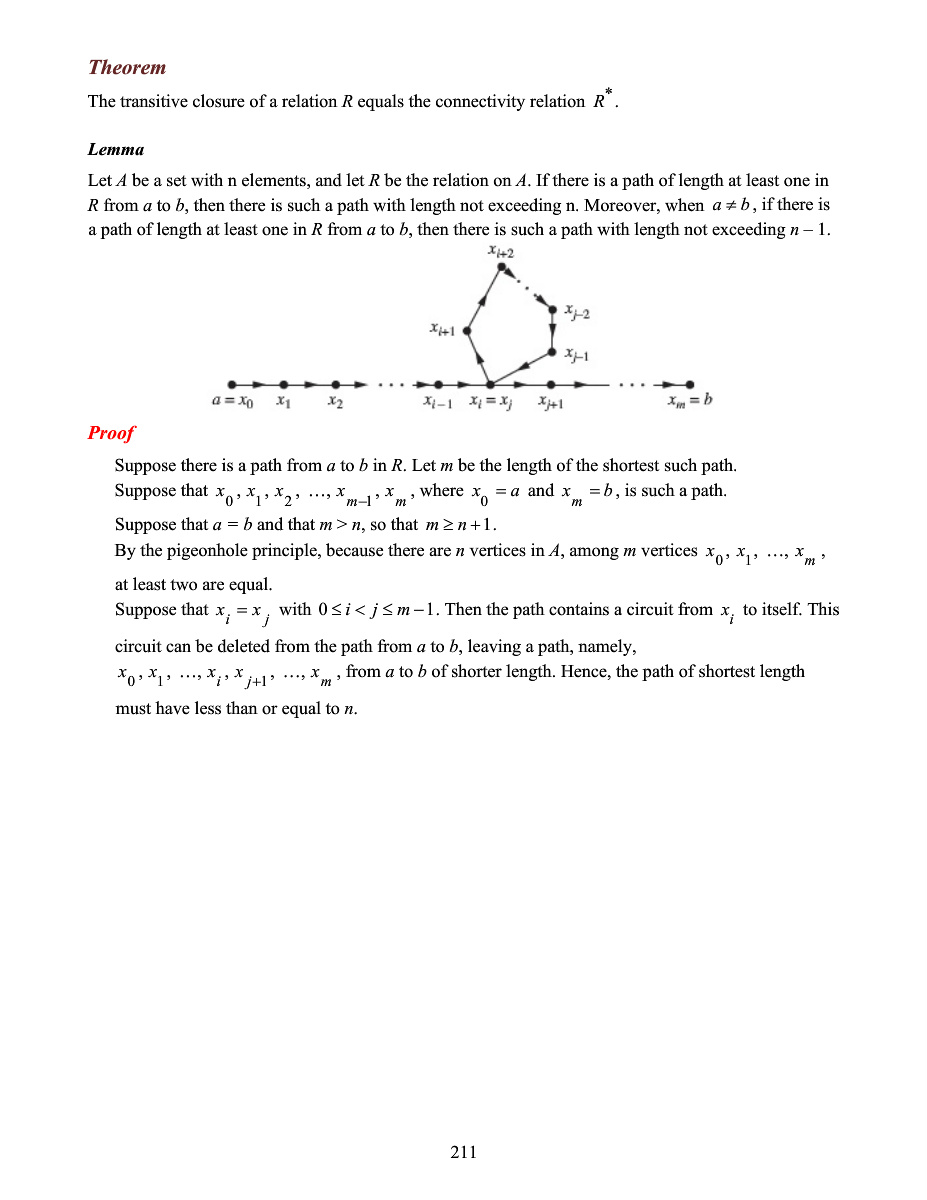 Theorem
The transitive closure of a relation R equals the connectivity relation R*.
Lemma
Let A be a set with n elements, and let R be the relation on A. If there is a path of length at least one in
R from a to b, then there is such a path with length not exceeding n. Moreover, when a ≠ b, if there is
a path of length at least one in R from a to b, then there is such a path with length not exceeding n – 1.
x_{i+2}
x_{j–2}
x_{i+1}
x_{j–1}
a = x_0 x_1 x_2 x_{i–1} x_i = x_j x_{j+1} x_m = b
Proof
Suppose there is a path from a to b in R. Let m be the length of the shortest such path.
Suppose that x_0, x_1, x_2, …, x_{m–1}, x_m, where x_0 = a and x_m = b, is such a path.
Suppose that a = b and that m > n, so that m ≥ n + 1.
By the pigeonhole principle, because there are n vertices in A, among m vertices x_0, x_1, …, x_m,
at least two are equal.
Suppose that x_i = x_j with 0 ≤ i < j ≤ m – 1. Then the path contains a circuit from x_i to itself. This
circuit can be deleted from the path from a to b, leaving a path, namely,
x_0, x_1, …, x_i, x_{j+1}, …, x_m, from a to b of shorter length. Hence, the path of shortest length
must have less than or equal to n.
211